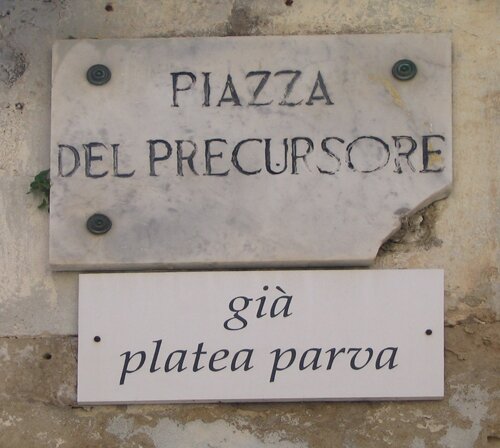 PIAZZA
DEL PRECURSORE
già
platea parva